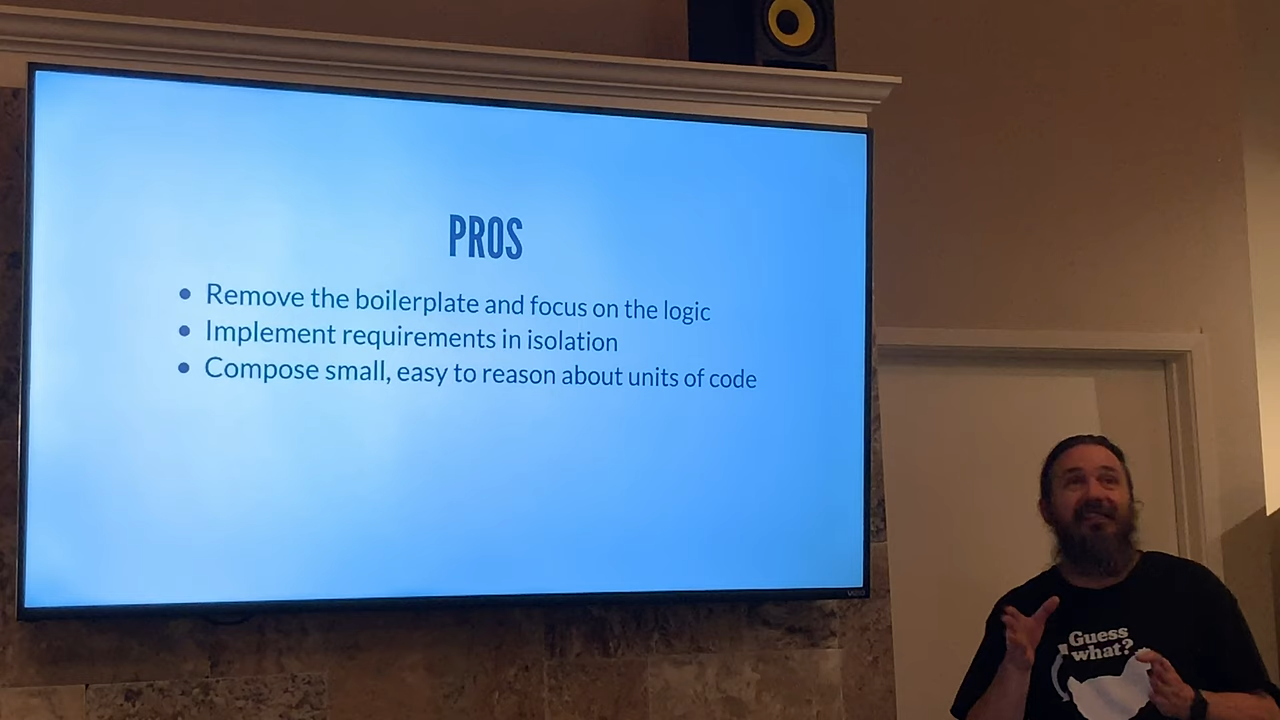 PROS
Remove the boilerplate and focus on the logic
Implement requirements in isolation
Compose small, easy to reason about units of code
VIZIO
Guess
what?